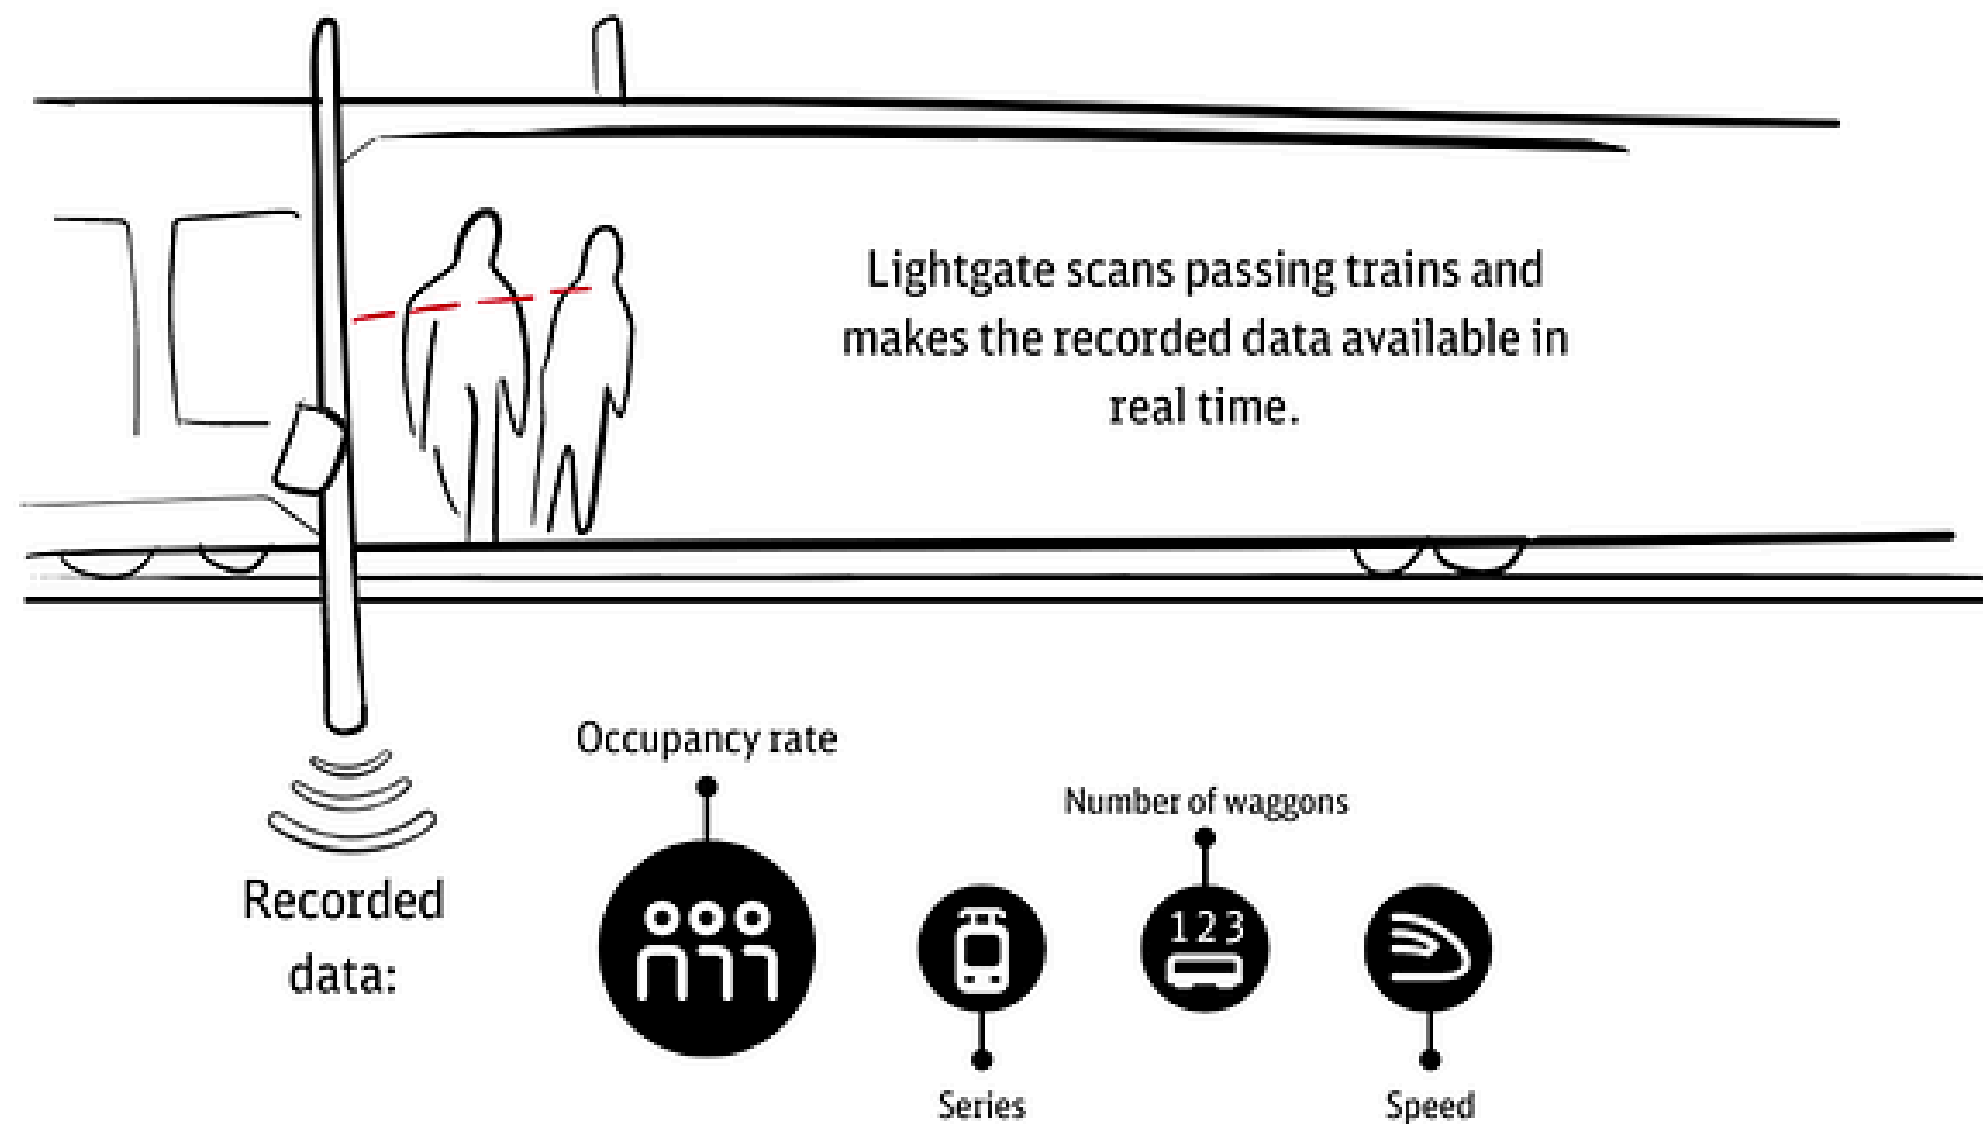 Lightgate scans passing trains and
makes the recorded data available in
real time.
Occupancy rate
Number of waggons
Recorded
data:
123
Series
Speed